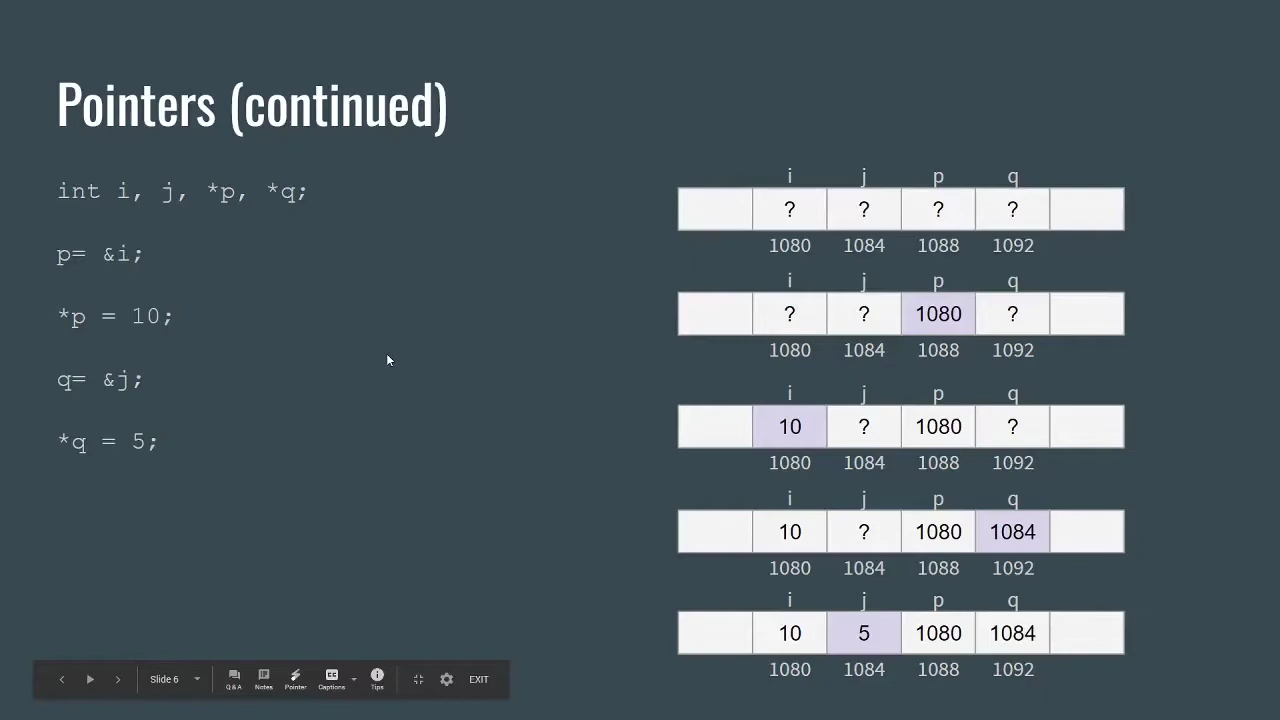 Pointers (continued)
int i, j, *p, *q;
p= &i;
*p = 10;
q= &j;
*q = 5;
i j p q
? ? ? ?
1080 1084 1088 1092
i j p q
? ? 1080 ?
1080 1084 1088 1092
i j p q
10 ? 1080 ?
1080 1084 1088 1092
i j p q
10 ? 1080 1084
1080 1084 1088 1092
i j p q
10 5 1080 1084
1080 1084 1088 1092
Slide 6 Q & A Notes Pointer CC Captions Tips EXIT